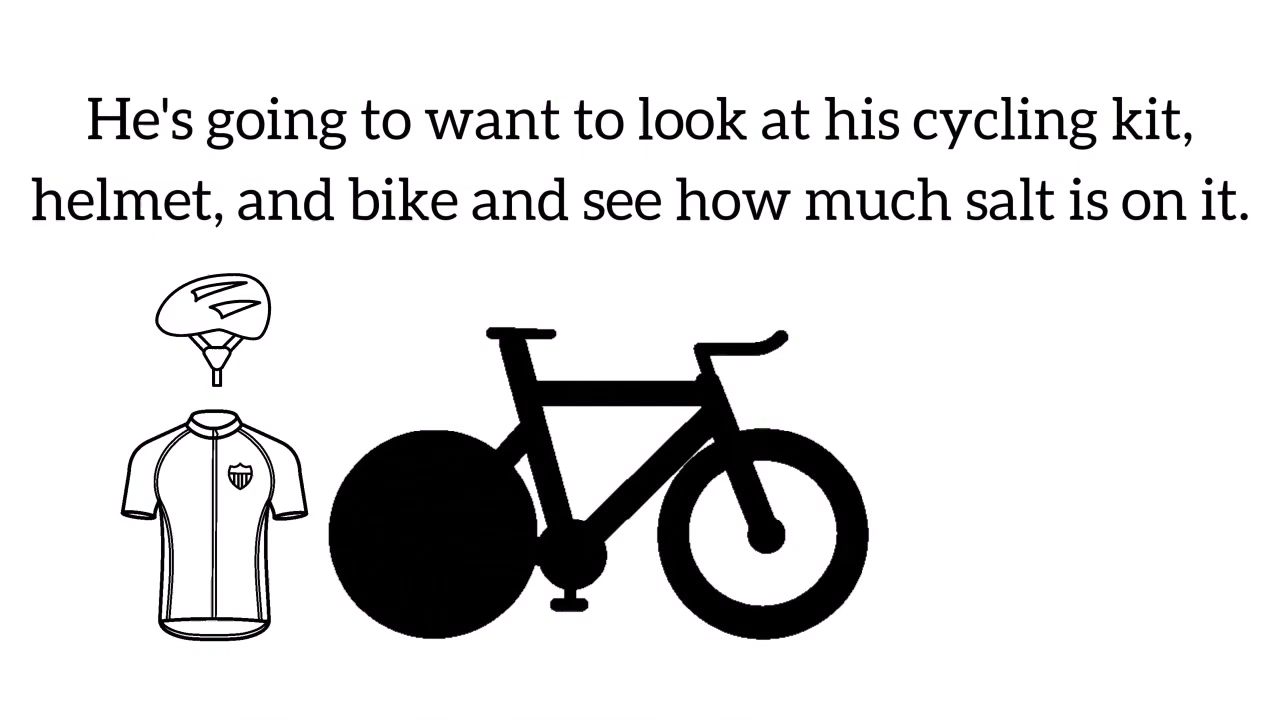 He's going to want to look at his cycling kit,
helmet, and bike and see how much salt is on it.